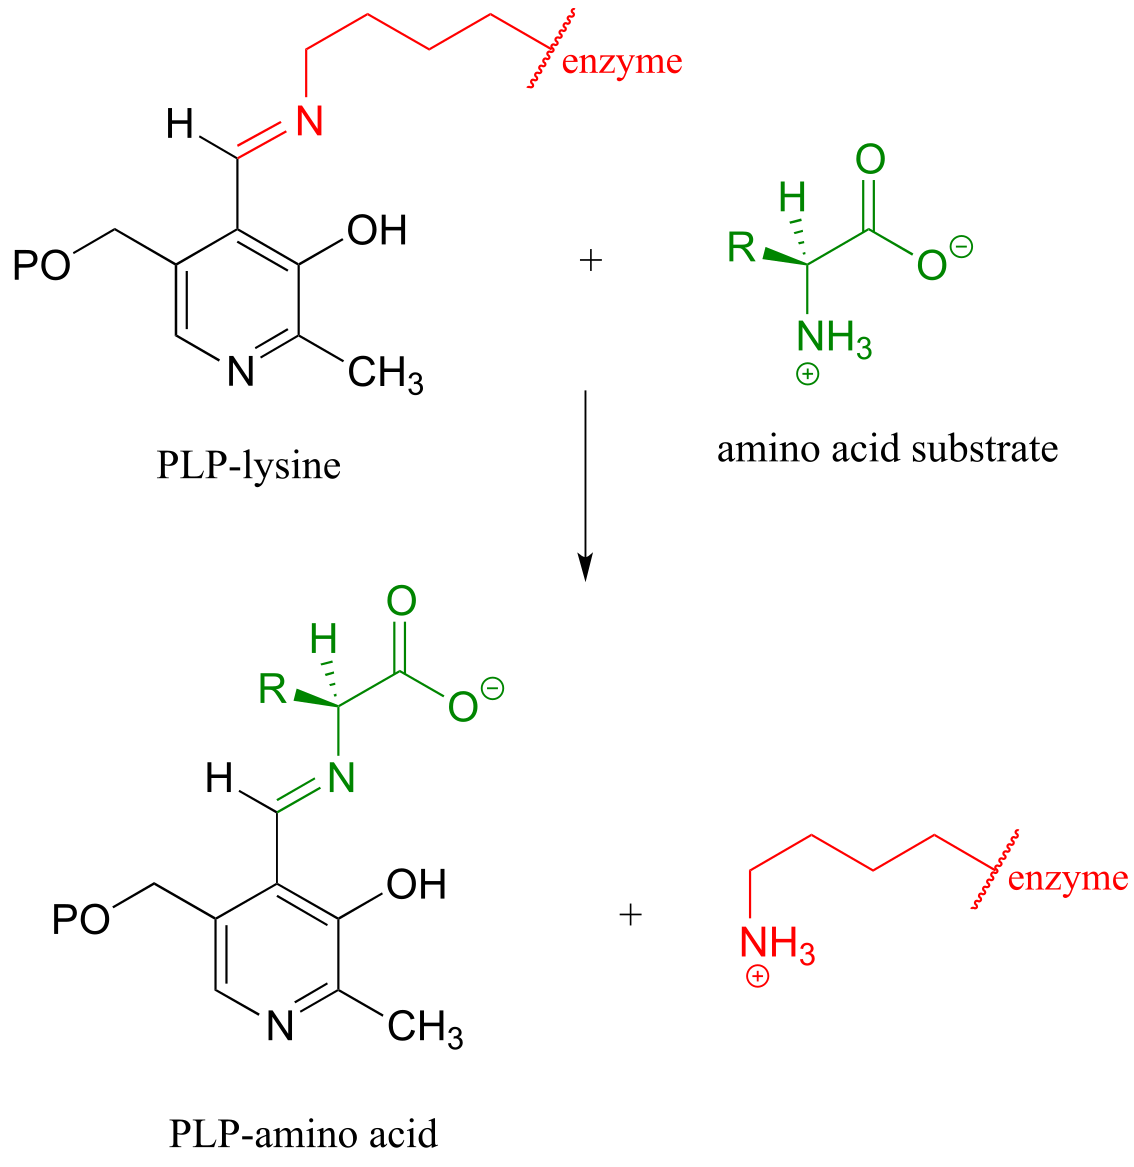 enzyme
H
N
O
H
R
OH
PO
+
O⊖
NH₃
⊕
N
CH₃
amino acid substrate
PLP-lysine
O
H
R
O⊖
H
N
OH
enzyme
PO
+
NH₃
⊕
N
CH₃
PLP-amino acid